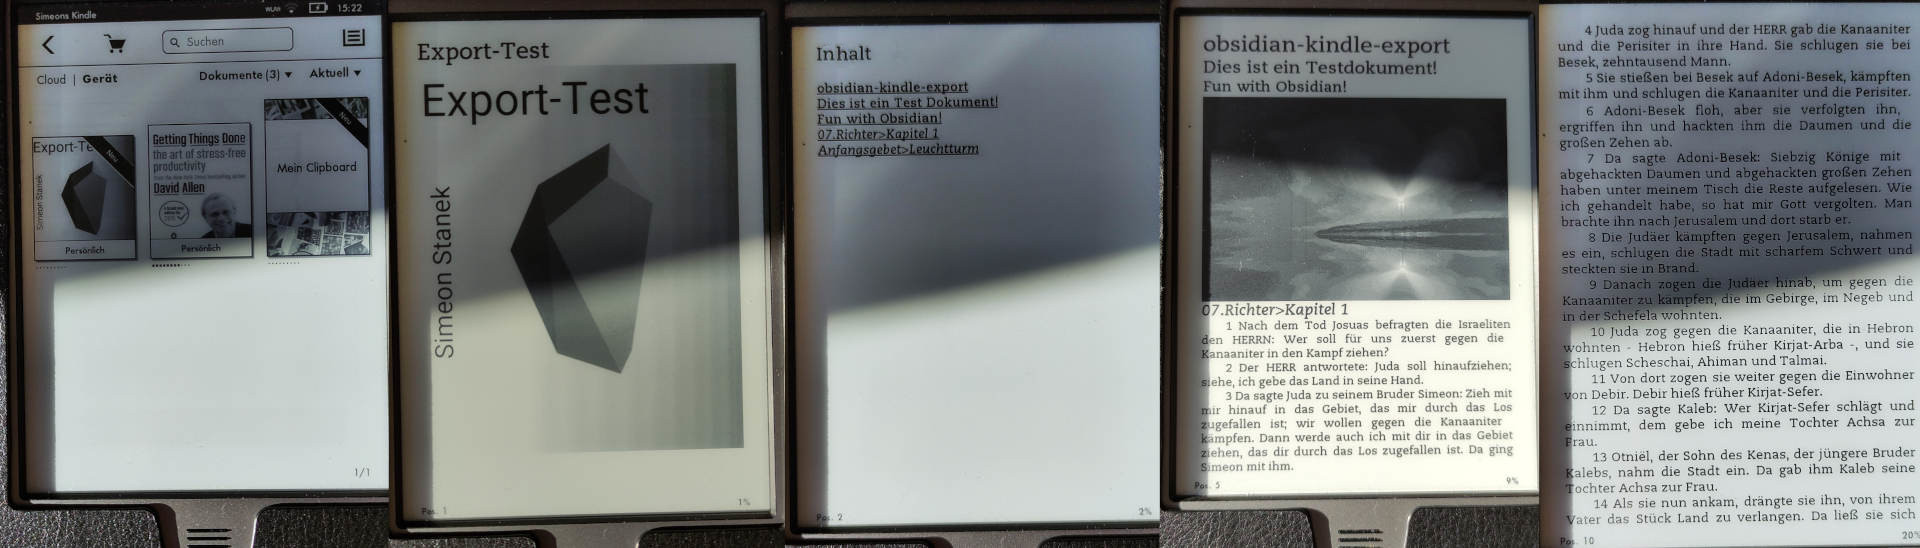 Simeons Kindle
WLAN 15:22
Suchen
Cloud | Gerät
Dokumente (3) ▼ Aktuell ▼
Neu
Export-Te
Simeon Stanek
Persönlich
Getting Things Done
the art of stress-free
productivity
David Allen
Persönlich
Neu
Mein Clipboard
1/1
Export-Test
Export-Test
Simeon Stanek
Pos. 1
1%
Inhalt
obsidian-kindle-export
Dies ist ein Test Dokument!
Fun with Obsidian!
07.Richter>Kapitel 1
Anfangsgebet>Leuchtturm
Pos. 2
2%
obsidian-kindle-export
Dies ist ein Testdokument!
Fun with Obsidian!
07.Richter>Kapitel 1
1 Nach dem Tod Josuas befragten die Israeliten
den HERRN: Wer soll für uns zuerst gegen die
Kanaaniter in den Kampf ziehen?
2 Der HERR antwortete: Juda soll hinaufziehen;
siehe, ich gebe das Land in seine Hand.
3 Da sagte Juda zu seinem Bruder Simeon: Zieh mit
mir hinauf in das Gebiet, das mir durch das Los
zugefallen ist; wir wollen gegen die Kanaaniter
kämpfen. Dann werde auch ich mit dir in das Gebiet
ziehen, das dir durch das Los zugefallen ist. Da ging
Simeon mit ihm.
Pos. 5
9%
4 Juda zog hinauf und der HERR gab die Kanaaniter
und die Perisiter in ihre Hand. Sie schlugen sie bei
Besek, zehntausend Mann.
5 Sie stießen bei Besek auf Adoni-Besek, kämpften
mit ihm und schlugen die Kanaaniter und die Perisiter.
6 Adoni-Besek floh, aber sie verfolgten ihn,
ergriffen ihn und hackten ihm die Daumen und die
großen Zehen ab.
7 Da sagte Adoni-Besek: Siebzig Könige mit
abgehackten Daumen und abgehackten großen Zehen
haben unter meinem Tisch die Reste aufgelesen. Wie
ich gehandelt habe, so hat mir Gott vergolten. Man
brachte ihn nach Jerusalem und dort starb er.
8 Die Judäer kämpften gegen Jerusalem, nahmen
es ein, schlugen die Stadt mit scharfem Schwert und
steckten sie in Brand.
9 Danach zogen die Judäer hinab, um gegen die
Kanaaniter zu kämpfen, die im Gebirge, im Negeb und
in der Schefela wohnten.
10 Juda zog gegen die Kanaaniter, die in Hebron
wohnten - Hebron hieß früher Kirjat-Arba -, und sie
schlugen Scheschai, Ahiman und Talmai.
11 Von dort zogen sie weiter gegen die Einwohner
von Debir. Debir hieß früher Kirjat-Sefer.
12 Da sagte Kaleb: Wer Kirjat-Sefer schlägt und
einnimmt, dem gebe ich meine Tochter Achsa zur
Frau.
13 Otniël, der Sohn des Kenas, der jüngere Bruder
Kalebs, nahm die Stadt ein. Da gab ihm Kaleb seine
Tochter Achsa zur Frau.
14 Als sie nun ankam, drängte sie ihn, von ihrem
Vater das Stück Land zu verlangen. Da ließ sie sich
Pos. 10
20%